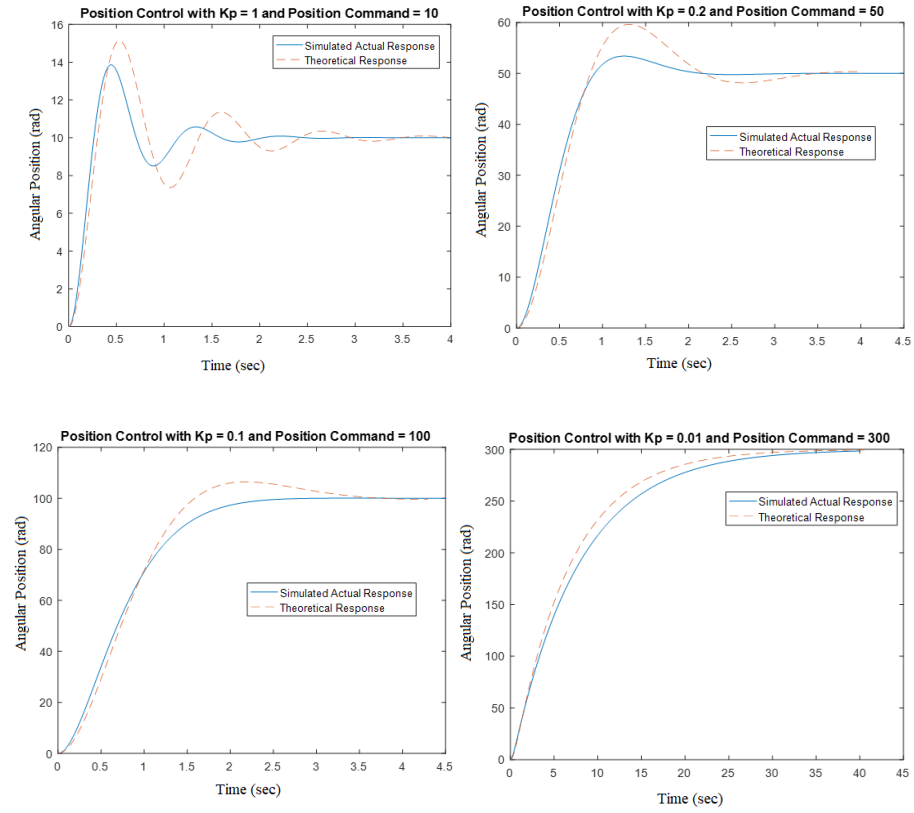 Position Control with Kp = 1 and Position Command = 10
16
14
12
10
8
6
4
2
0
Angular Position (rad)
Simulated Actual Response
Theoretical Response
0 0.5 1 1.5 2 2.5 3 3.5 4
Time (sec)
Position Control with Kp = 0.2 and Position Command = 50
60
50
40
30
20
10
0
Angular Position (rad)
Simulated Actual Response
Theoretical Response
0 0.5 1 1.5 2 2.5 3 3.5 4 4.5
Time (sec)
Position Control with Kp = 0.1 and Position Command = 100
120
100
80
60
40
20
0
Angular Position (rad)
Simulated Actual Response
Theoretical Response
0 0.5 1 1.5 2 2.5 3 3.5 4 4.5
Time (sec)
Position Control with Kp = 0.01 and Position Command = 300
300
250
200
150
100
50
0
Angular Position (rad)
Simulated Actual Response
Theoretical Response
0 5 10 15 20 25 30 35 40 45
Time (sec)